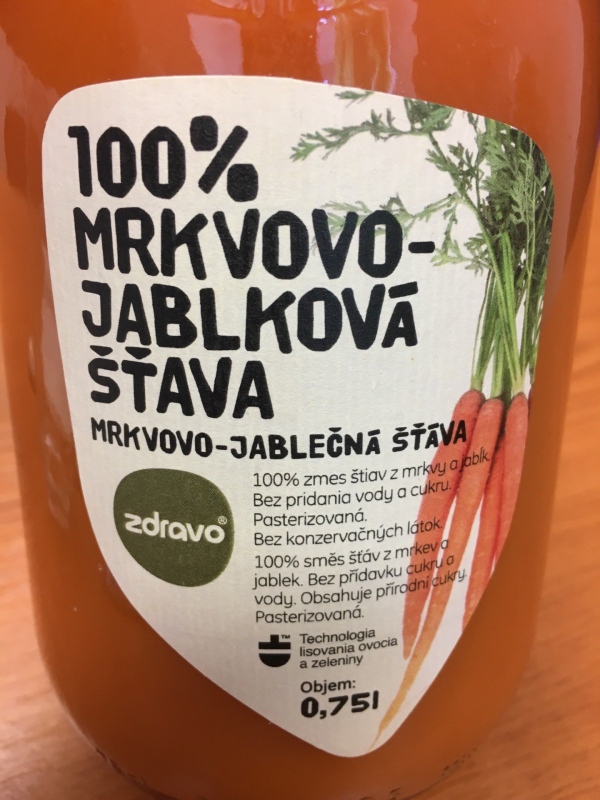 100%
MRKVOVO-
JABLKOVÁ
ŠŤAVA
MRKVOVO-JABLEČNÁ ŠŤÁVA
zdravo®
100% zmes štiav z mrkvy a jabĺk.
Bez pridania vody a cukru.
Pasterizovaná.
Bez konzervačných látok.
100% směs šťáv z mrkev a
jablek. Bez přídavku cukru a
vody. Obsahuje přírodní cukry.
Pasterizovaná.
™ Technologia
lisovania ovocia
a zeleniny
Objem:
0,75l